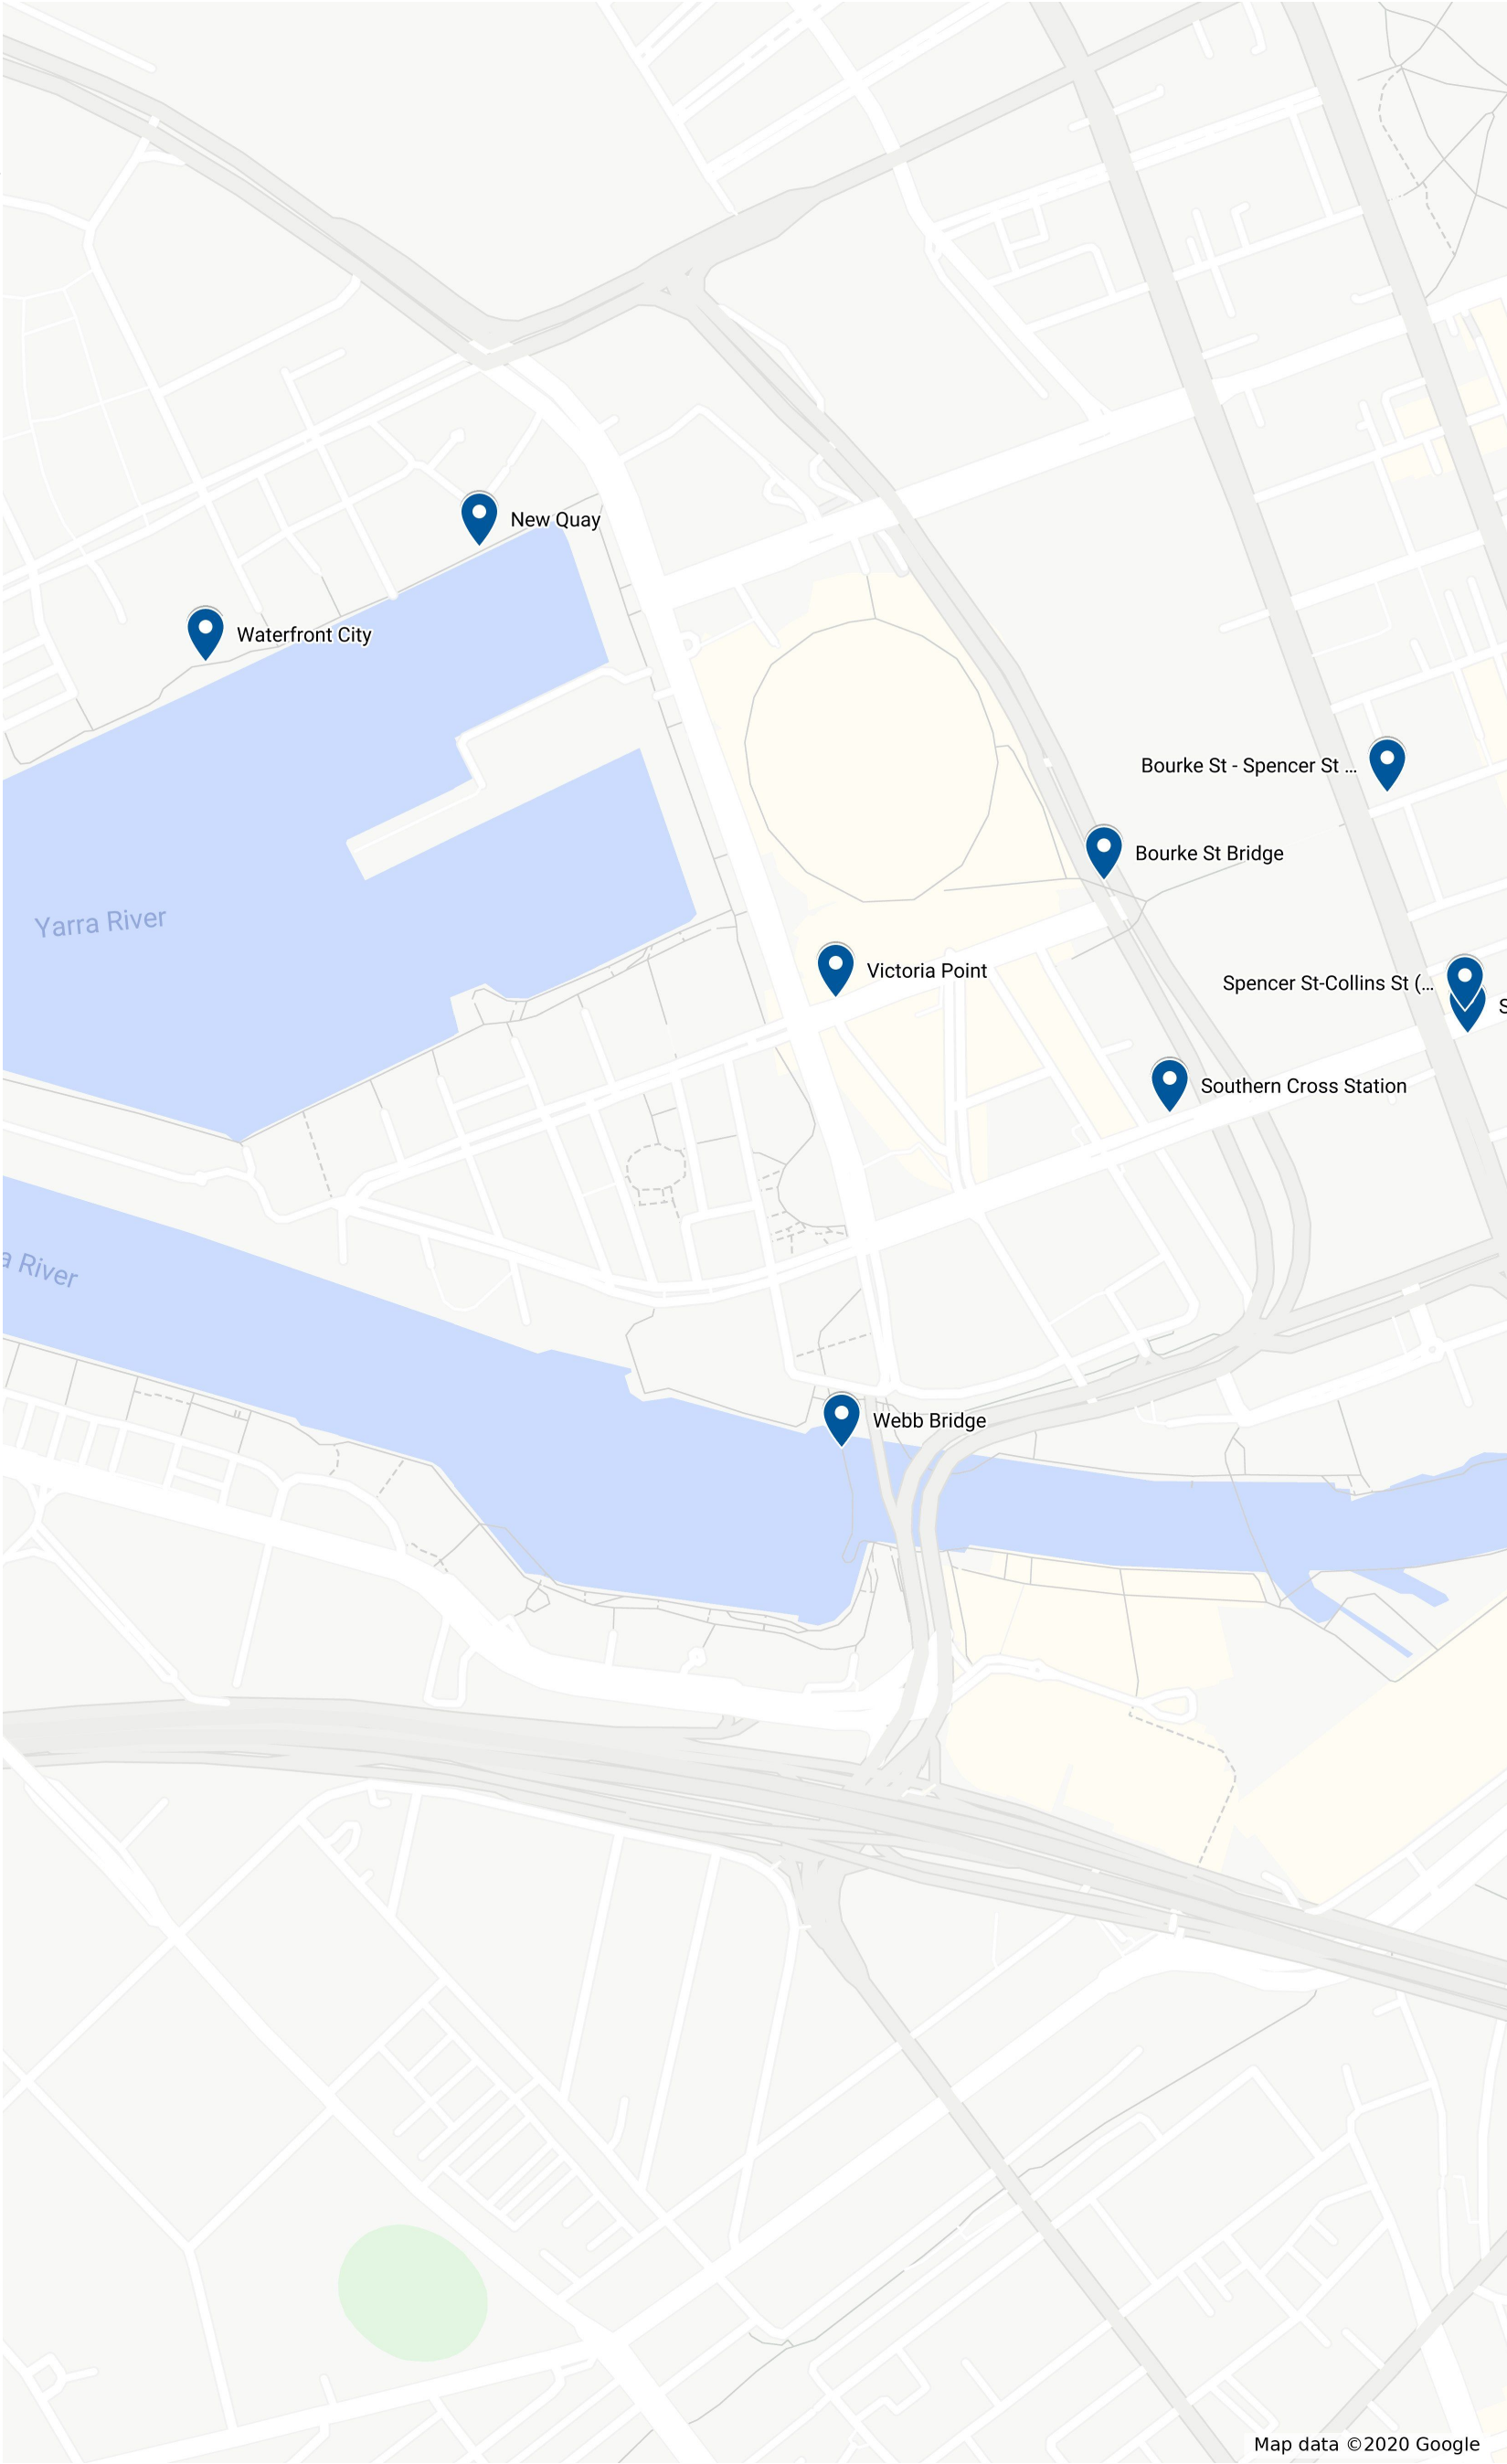 New Quay
Waterfront City
Bourke St - Spencer St ...
Bourke St Bridge
Yarra River
Victoria Point
Spencer St-Collins St (...
S
Southern Cross Station
a River
Webb Bridge
Map data ©2020 Google